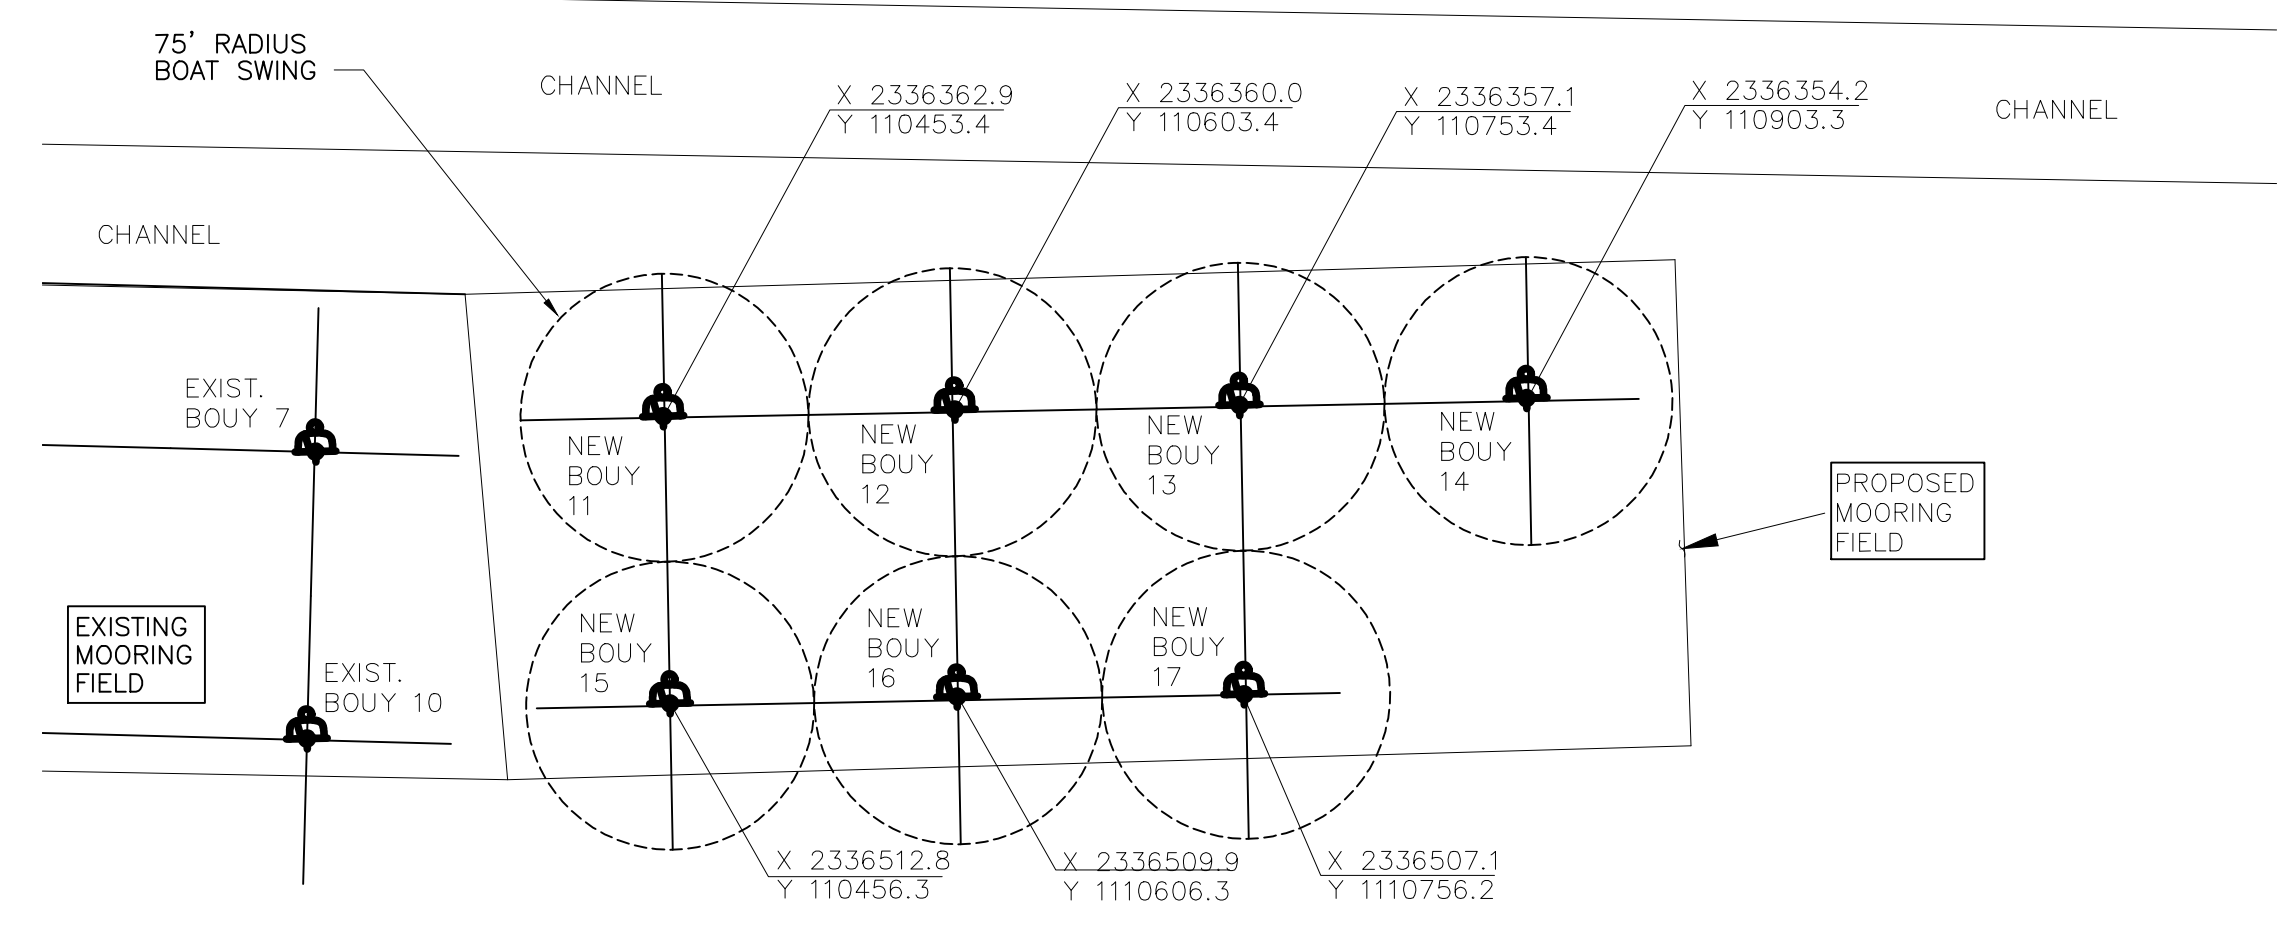 75' RADIUS
BOAT SWING
CHANNEL
X 2336362.9
Y 110453.4
X 2336360.0
Y 110603.4
X 2336357.1
Y 110753.4
X 2336354.2
Y 110903.3
CHANNEL
CHANNEL
EXIST.
BOUY 7
NEW
BOUY
11
NEW
BOUY
12
NEW
BOUY
13
NEW
BOUY
14
PROPOSED
MOORING
FIELD
EXISTING
MOORING
FIELD
EXIST.
BOUY 10
NEW
BOUY
15
NEW
BOUY
16
NEW
BOUY
17
X 2336512.8
Y 110456.3
X 2336509.9
Y 1110606.3
X 2336507.1
Y 1110756.2